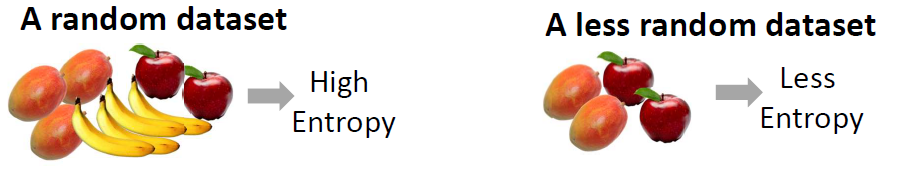 A random dataset
High
Entropy
A less random dataset
Less
Entropy